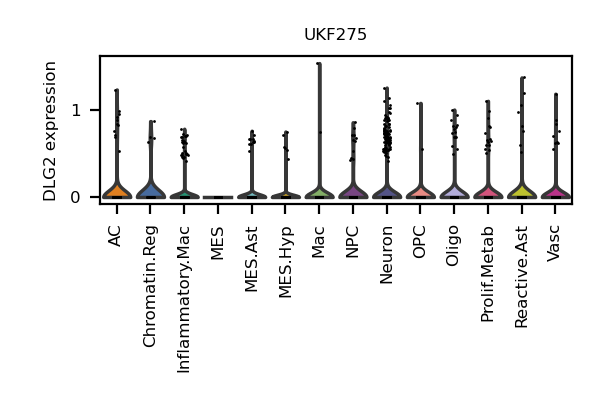 UKF275
DLG2 expression
1
0
AC
Chromatin.Reg
Inflammatory.Mac
MES
MES.Ast
MES.Hyp
Mac
NPC
Neuron
OPC
Oligo
Prolif.Metab
Reactive.Ast
Vasc